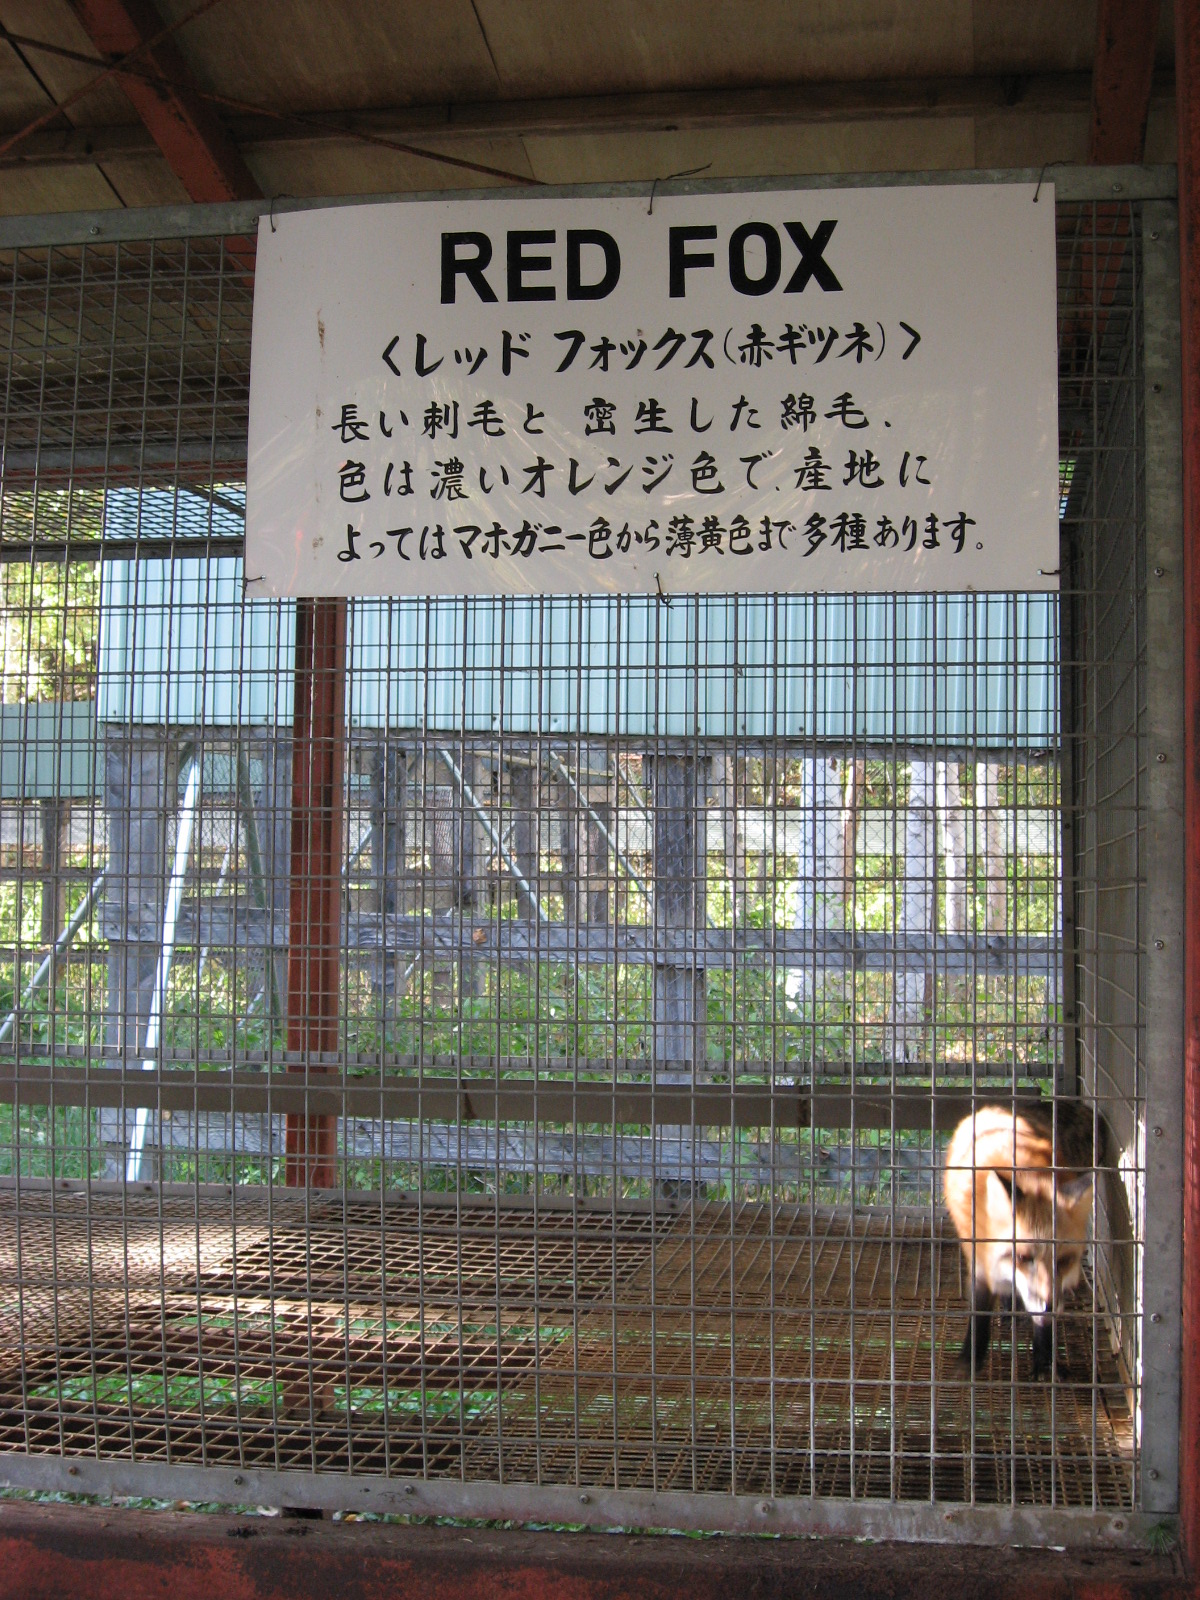 RED FOX
<レッド フォックス(赤ギツネ)>
長い刺毛と 密生した綿毛、
色は濃いオレンジ色で、産地に
よってはマホガニー色から薄黄色まで多種あります。